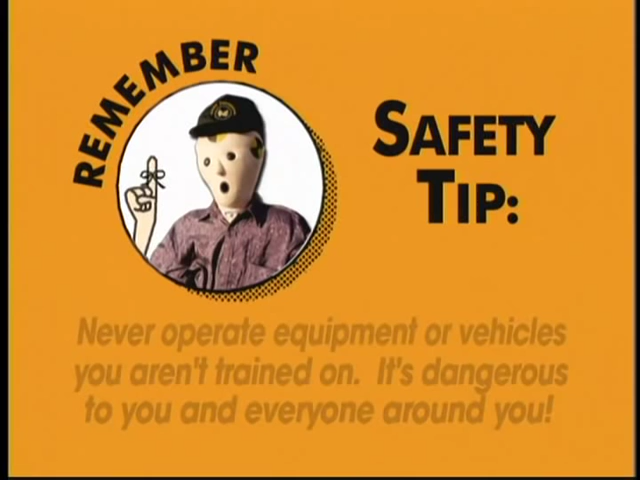 REMEMBER
SAFETY
TIP:
Never operate equipment or vehicles
you aren't trained on. It's dangerous
to you and everyone around you!